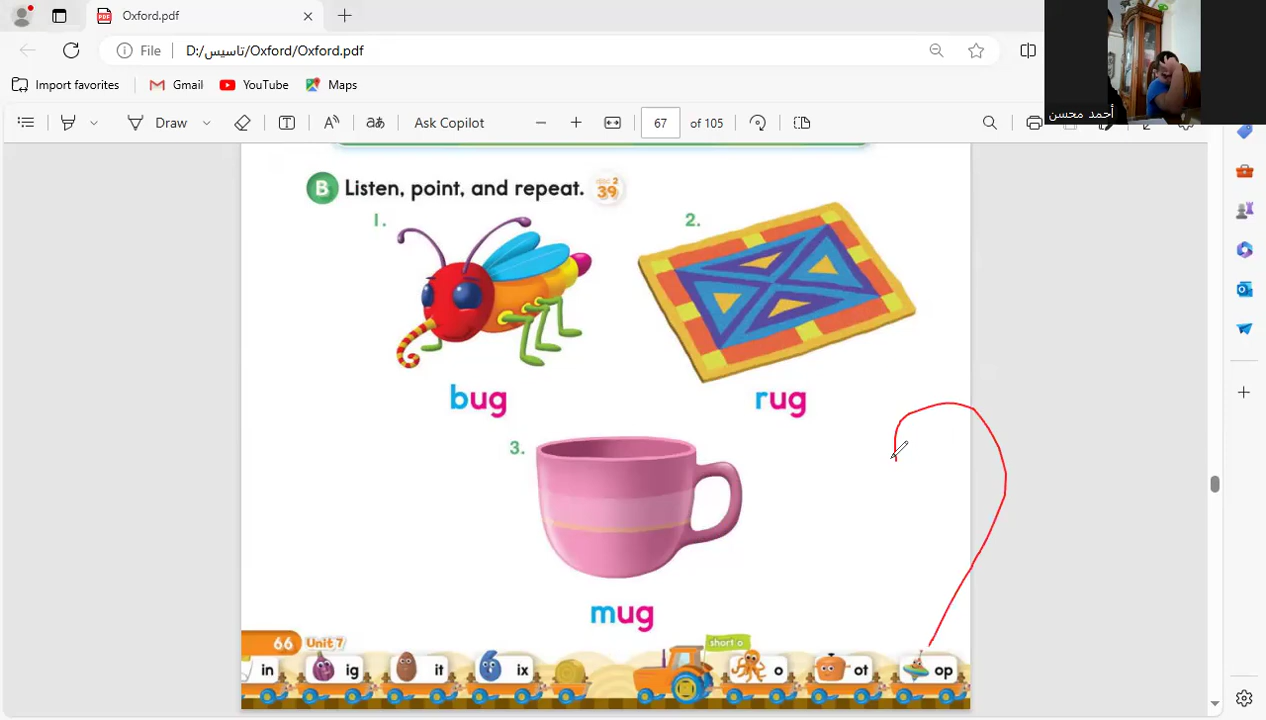 Oxford.pdf
File D:/تاسيس/Oxford/Oxford.pdf
Import favorites Gmail YouTube Maps
Draw Ask Copilot 67 of 105
أحمد محسن
B Listen, point, and repeat. 39
1. 2.
bug rug
3.
mug
66 Unit 7 short o
in ig it ix o ot op